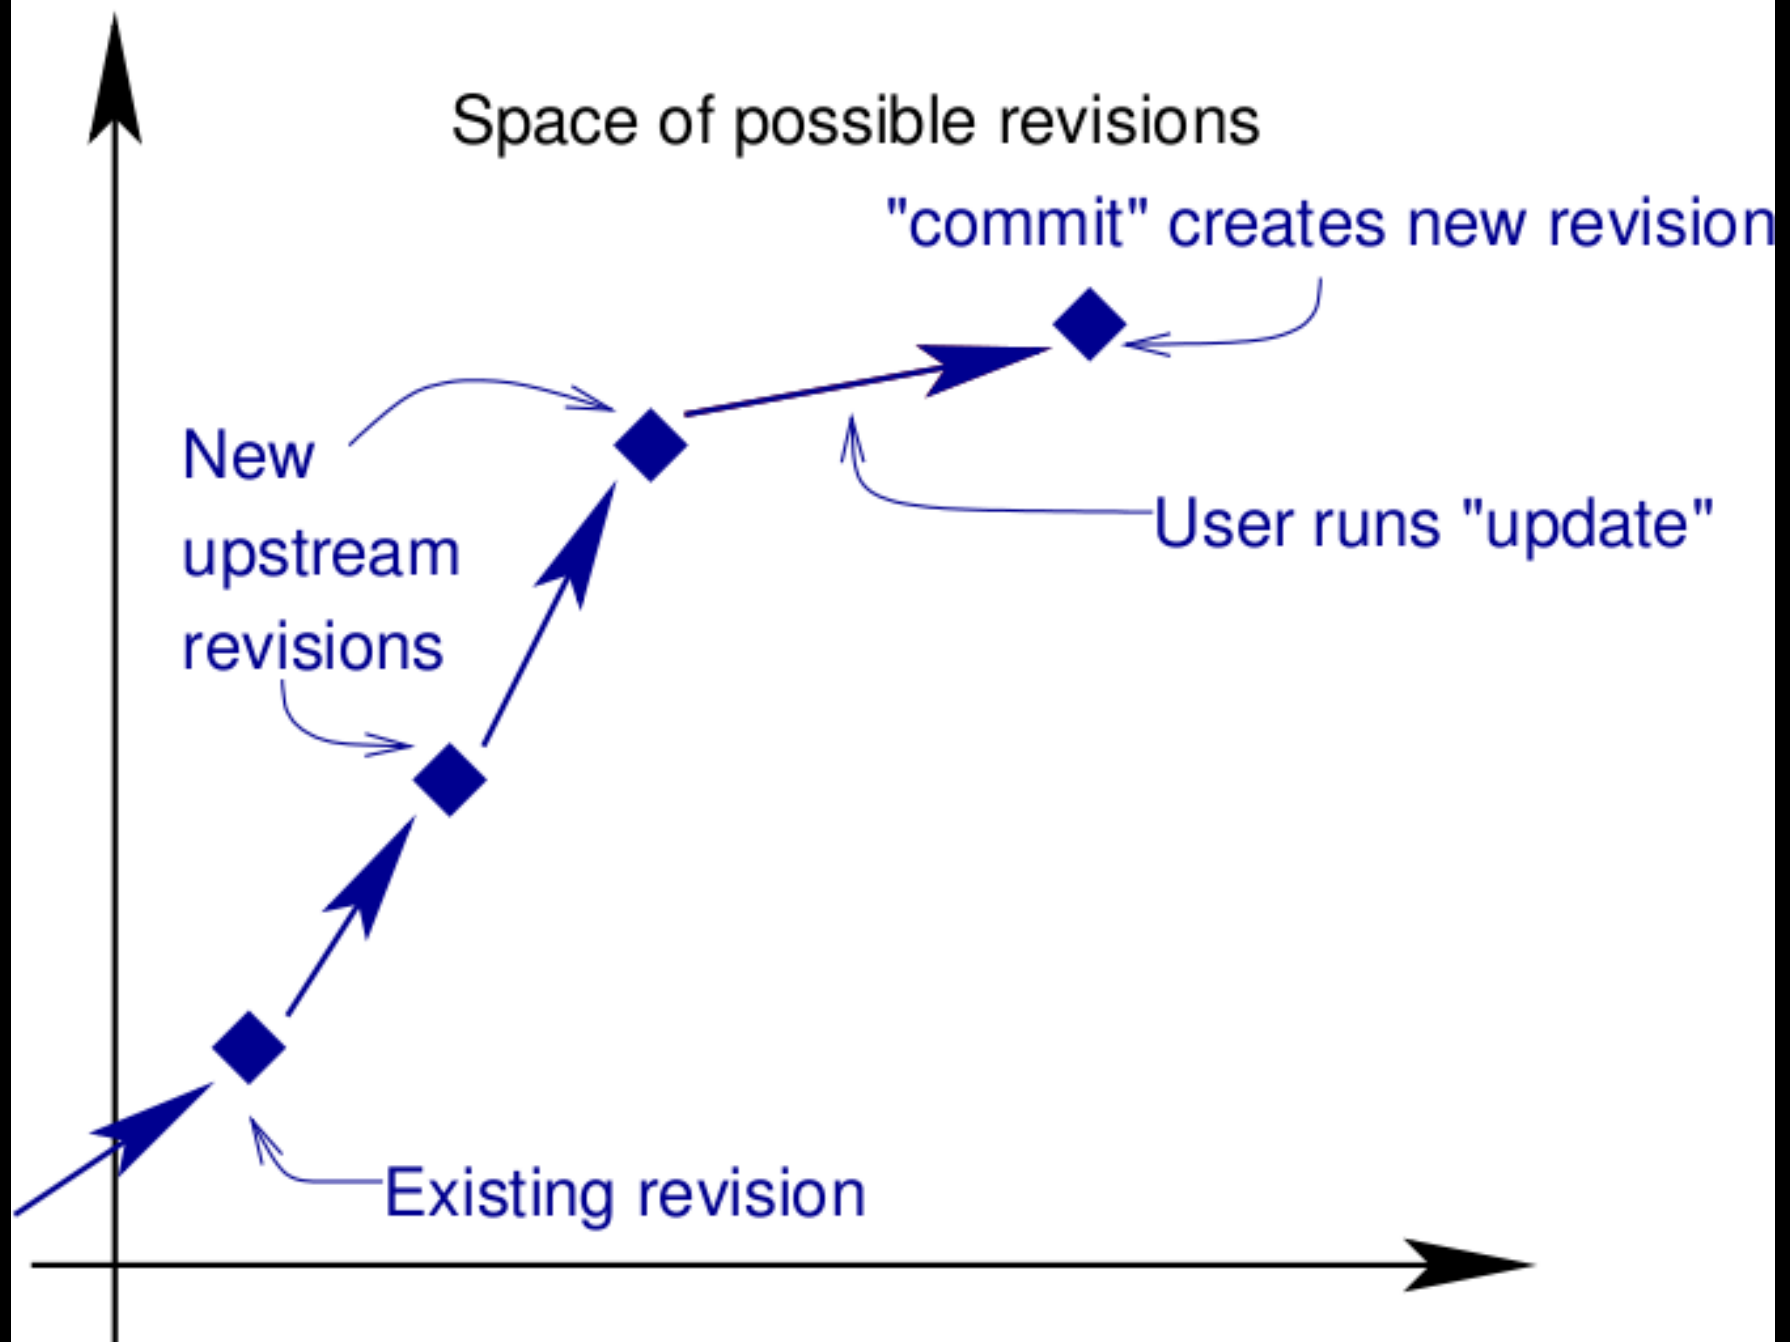 Space of possible revisions
"commit" creates new revision
New
upstream
revisions
User runs "update"
Existing revision